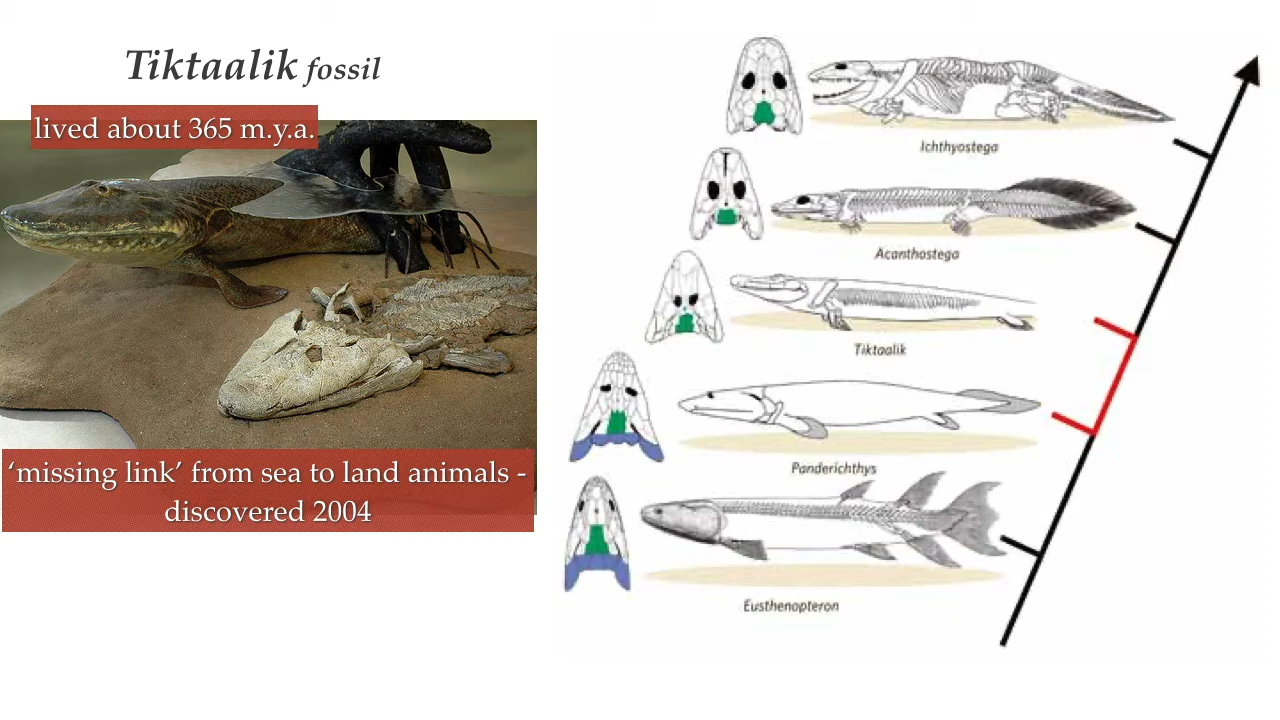 Tiktaalik fossil
lived about 365 m.y.a.
‘missing link’ from sea to land animals -
discovered 2004
Ichthyostega
Acanthostega
Tiktaalik
Panderichthys
Eusthenopteron